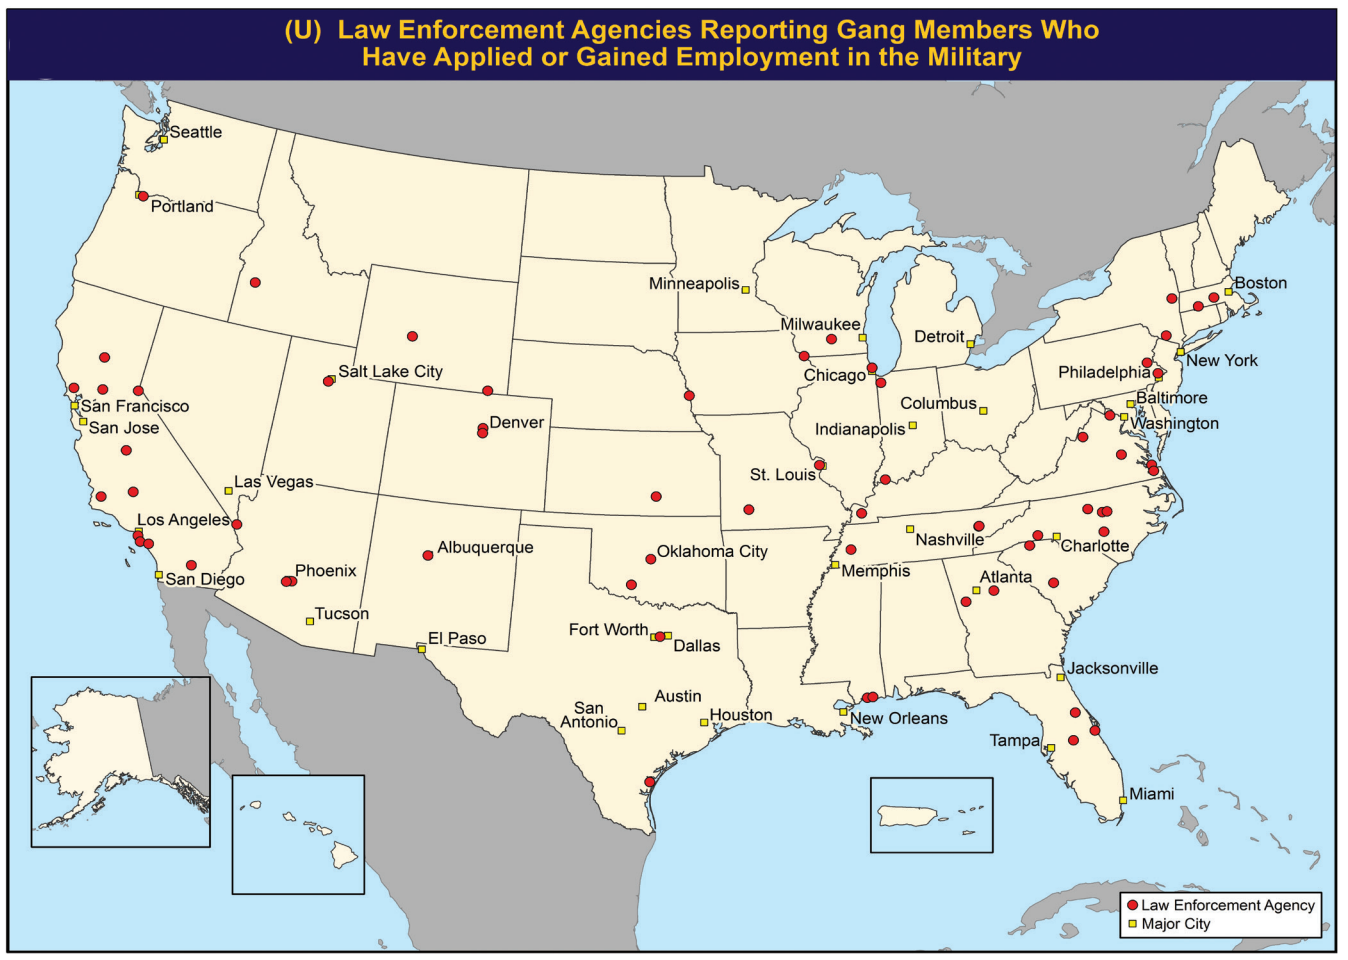 (U) Law Enforcement Agencies Reporting Gang Members Who
Have Applied or Gained Employment in the Military
Seattle
Portland
Minneapolis
Boston
Milwaukee
Detroit
New York
Salt Lake City
Chicago
Philadelphia
Baltimore
San Francisco
Columbus
Denver
Washington
San Jose
Indianapolis
St. Louis
Las Vegas
Los Angeles
Nashville
Charlotte
Albuquerque
Oklahoma City
Phoenix
Memphis
Atlanta
San Diego
Tucson
Fort Worth
El Paso
Dallas
Jacksonville
Austin
San
Antonio
Houston
New Orleans
Tampa
Miami
Law Enforcement Agency
Major City